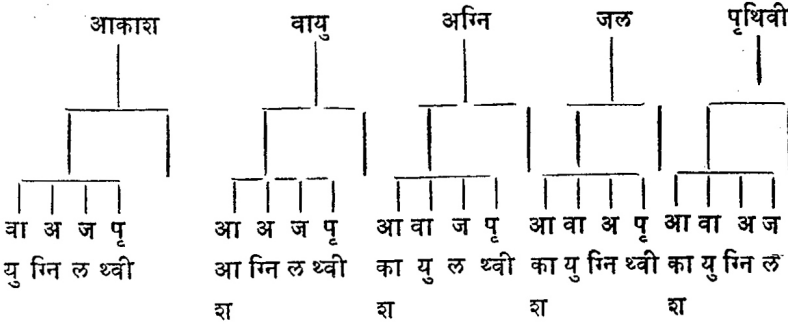 आकाश वायु अग्नि जल पृथिवी
वा अ ज पृ आ अ ज पृ आ वा ज पृ आ वा अ पृ आ वा अ ज
यु ग्नि ल थ्वी आ ग्नि ल थ्वी का यु ल थ्वी का यु ग्नि थ्वी का यु ग्नि ल
श श श श